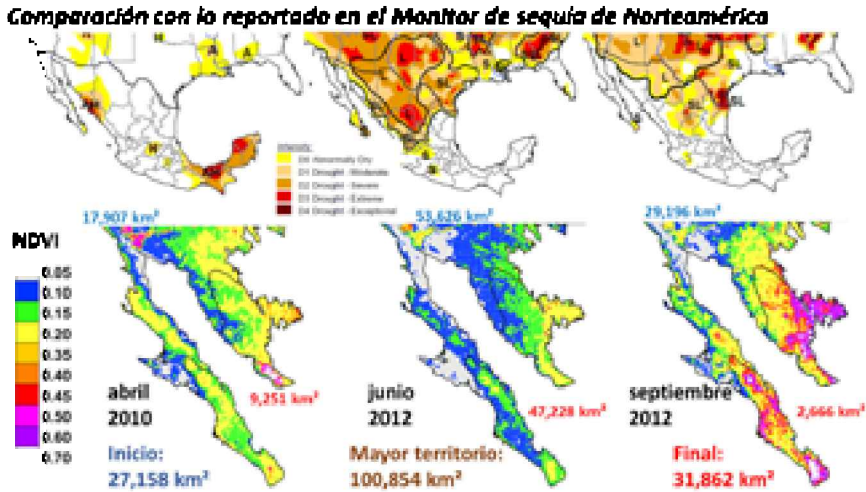 Comparación con lo reportado en el Monitor de sequía de Norteamérica
Intensity:
D0 Abnormally Dry
D1 Drought - Moderate
D2 Drought - Severe
D3 Drought - Extreme
D4 Drought - Exceptional
17,907 km²
53,626 km²
29,196 km²
NDVI
0.05
0.10
0.15
0.20
0.35
0.40
0.45
0.50
0.60
0.70
abril
2010
9,251 km²
Inicio:
27,158 km²
junio
2012
47,228 km²
Mayor territorio:
100,854 km²
septiembre
2012
2,666 km²
Final:
31,862 km²